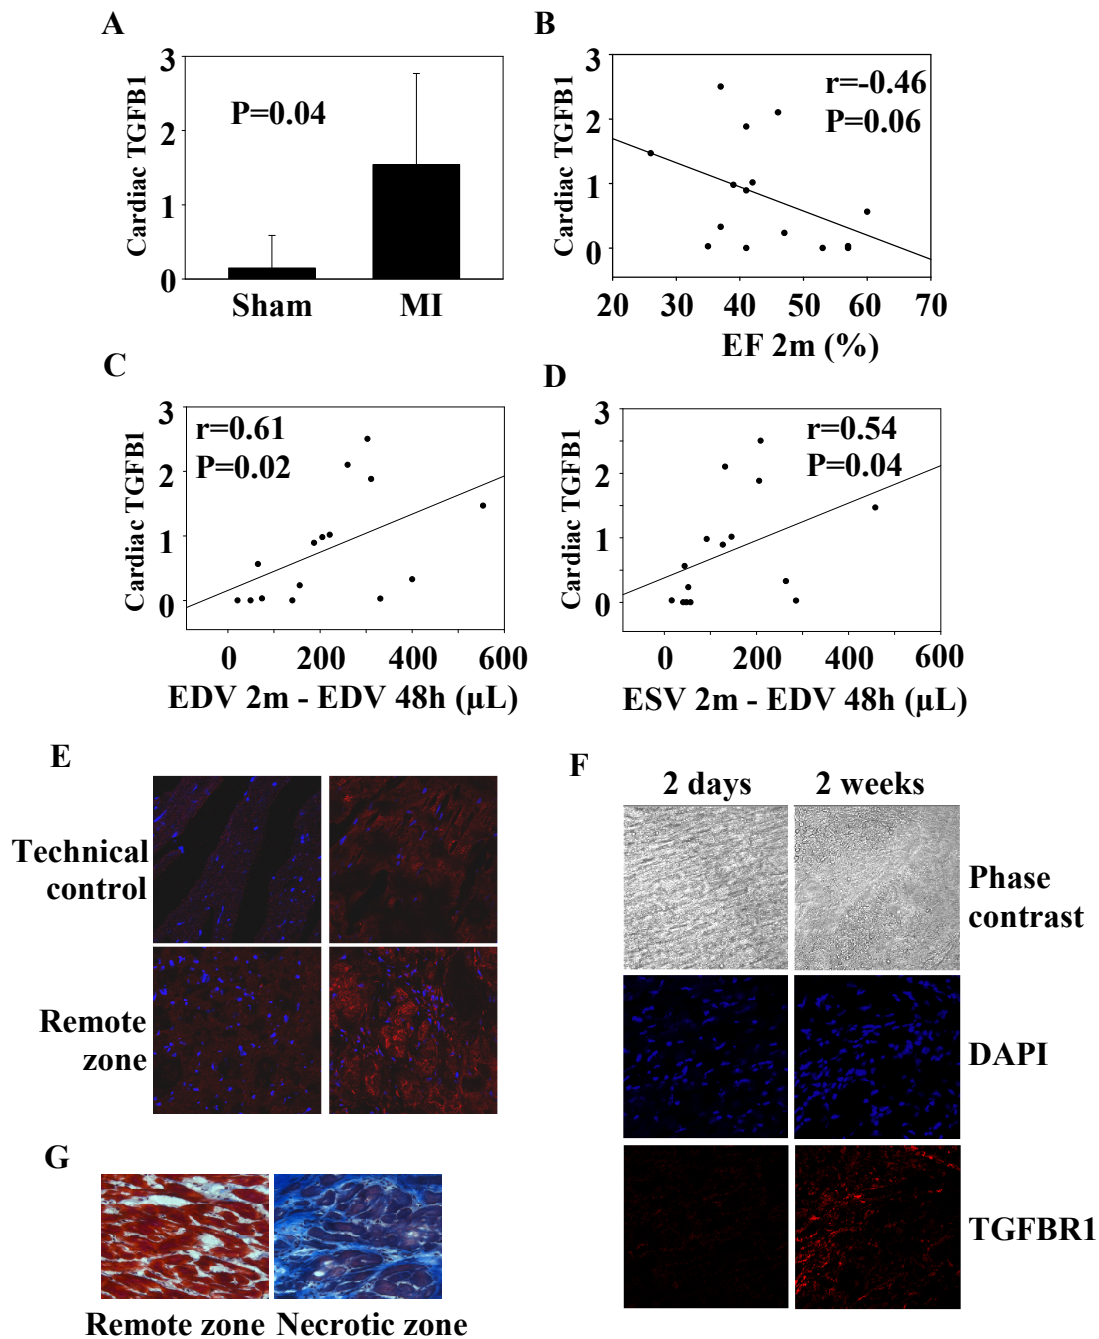 A
Cardiac TGFB1
3
2
1
0
P=0.04
Sham MI
B
Cardiac TGFB1
3
2
1
0
r=-0.46
P=0.06
20 30 40 50 60 70
EF 2m (%)
C
Cardiac TGFB1
3
2
1
0
r=0.61
P=0.02
0 200 400 600
EDV 2m - EDV 48h (µL)
D
Cardiac TGFB1
3
2
1
0
r=0.54
P=0.04
0 200 400 600
ESV 2m - EDV 48h (µL)
E
Technical
control
Remote
zone
F
2 days 2 weeks
Phase
contrast
DAPI
TGFBR1
G
Remote zone Necrotic zone